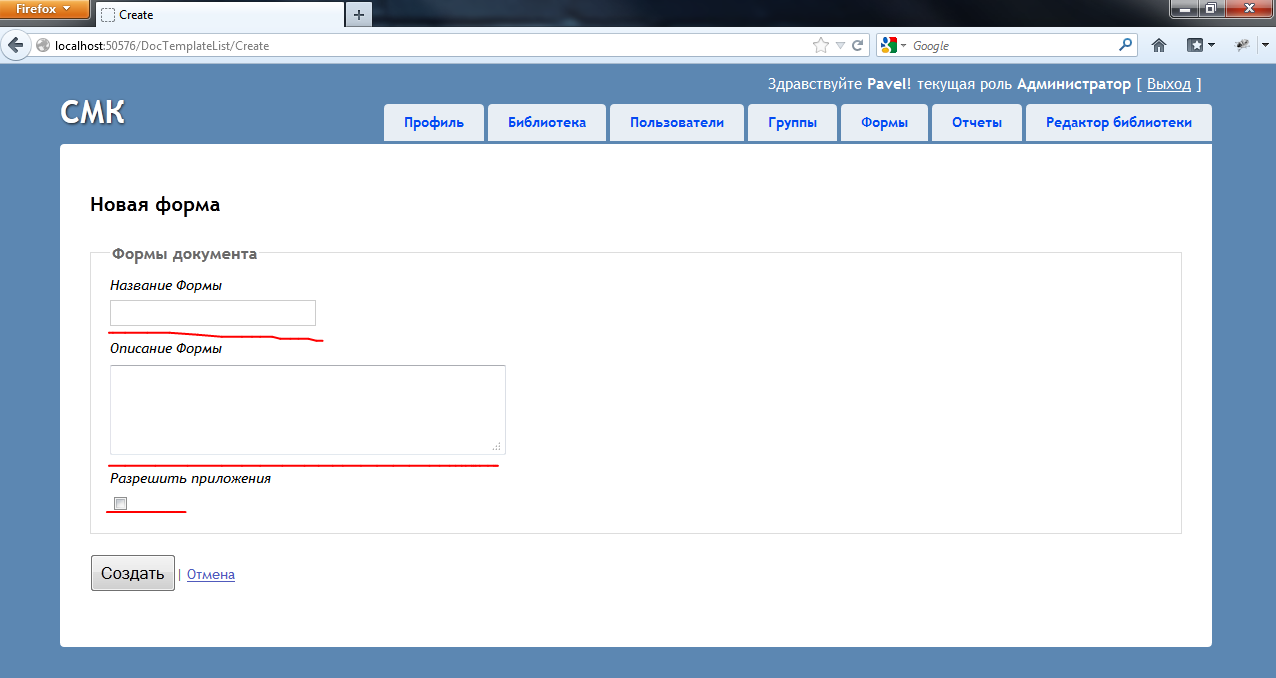 Firefox
Create
localhost:50576/DocTemplateList/Create
Google
Здравствуйте Pavel! текущая роль Администратор [ Выход ]
СМК
Профиль Библиотека Пользователи Группы Формы Отчеты Редактор библиотеки
Новая форма
Формы документа
Название Формы
Описание Формы
Разрешить приложения
Создать | Отмена